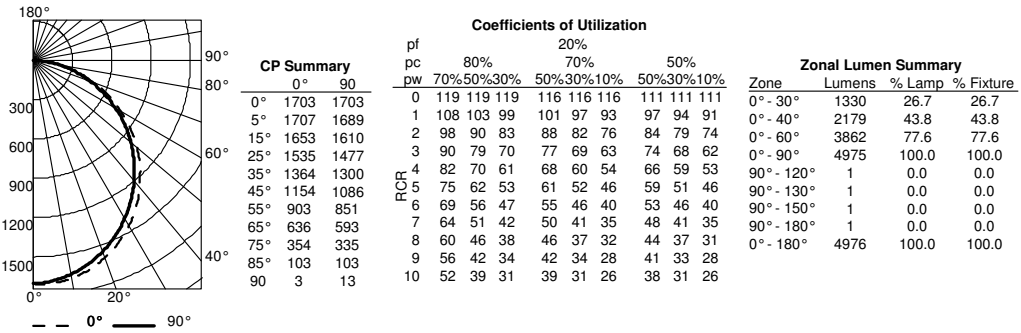 180°
90°
80°
60°
40°
300
600
900
1200
1500
0° 20°
0° 90°
CP Summary
0° 90
0° 1703 1703
5° 1707 1689
15° 1653 1610
25° 1535 1477
35° 1364 1300
45° 1154 1086
55° 903 851
65° 636 593
75° 354 335
85° 103 103
90 3 13
Coefficients of Utilization
pf 20%
pc 80% 70% 50%
pw 70%50%30% 50%30%10% 50%30%10%
RCR
0 119 119 119 116 116 116 111 111 111
1 108 103 99 101 97 93 97 94 91
2 98 90 83 88 82 76 84 79 74
3 90 79 70 77 69 63 74 68 62
4 82 70 61 68 60 54 66 59 53
5 75 62 53 61 52 46 59 51 46
6 69 56 47 55 46 40 53 46 40
7 64 51 42 50 41 35 48 41 35
8 60 46 38 46 37 32 44 37 31
9 56 42 34 42 34 28 41 33 28
10 52 39 31 39 31 26 38 31 26
Zonal Lumen Summary
Zone Lumens % Lamp % Fixture
0° - 30° 1330 26.7 26.7
0° - 40° 2179 43.8 43.8
0° - 60° 3862 77.6 77.6
0° - 90° 4975 100.0 100.0
90° - 120° 1 0.0 0.0
90° - 130° 1 0.0 0.0
90° - 150° 1 0.0 0.0
90° - 180° 1 0.0 0.0
0° - 180° 4976 100.0 100.0